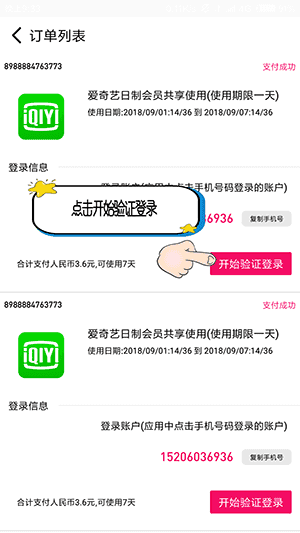 订单列表
8988884763773 支付成功
爱奇艺日制会员共享使用(使用期限一天)
使用日期:2018/09/01:14/36 到 2018/09/07:14/36
iQIYI
登录信息
登录账户(应用中点击手机号码登录的账户)
点击开始验证登录
6936 复制手机号
合计支付人民币3.6元,可使用7天 开始验证登录
8988884763773 支付成功
爱奇艺日制会员共享使用(使用期限一天)
使用日期:2018/09/01:14/36 到 2018/09/07:14/36
iQIYI
登录信息
登录账户(应用中点击手机号码登录的账户)
15206036936 复制手机号
合计支付人民币3.6元,可使用7天 开始验证登录